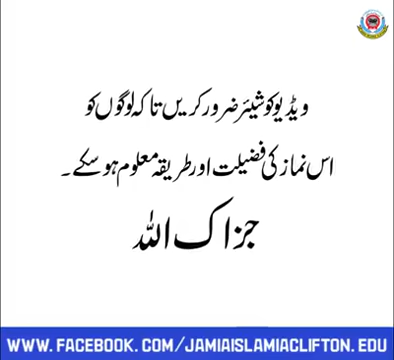 ویڈیو کو شیئر ضرور کریں تاکہ لوگوں کو
اس نماز کی فضیلت اور طریقہ معلوم ہو سکے۔
جزاک اللہ
WWW.FACEBOOK.COM/JAMIAISLAMIACLIFTON.EDU